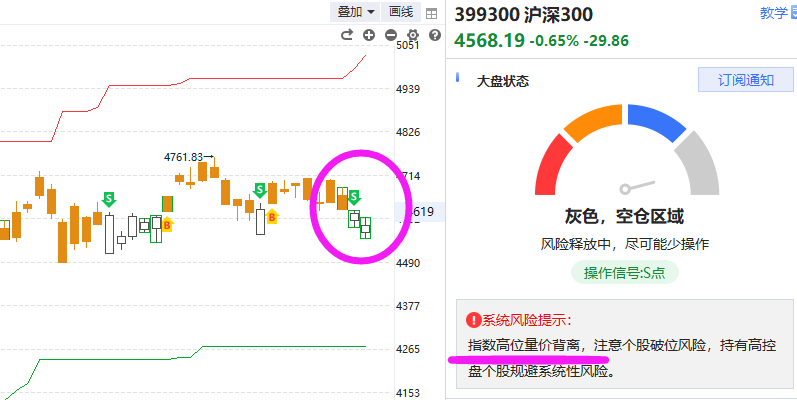 叠加 画线
5051
4939
4826
4761.83
4714
S
S
S
B
B
4619
4490
4377
4265
4153
399300 沪深300
教学
4568.19 -0.65% -29.86
大盘状态
订阅通知
灰色，空仓区域
风险释放中，尽可能少操作
操作信号:S点
系统风险提示：
指数高位量价背离，注意个股破位风险，持有高控
盘个股规避系统性风险。